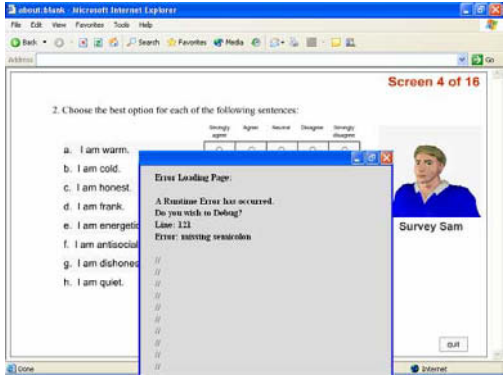 about:blank - Microsoft Internet Explorer
File Edit View Favorites Tools Help
Back Search Favorites Media
Address Go
Screen 4 of 16
2. Choose the best option for each of the following sentences:
Strongly agree Agree Neutral Disagree Strongly disagree
a. I am warm.
b. I am cold.
c. I am honest.
d. I am frank.
e. I am energetic
f. I am antisocial
g. I am dishones
h. I am quiet.
Error Loading Page:
A Runtime Error has occurred.
Do you wish to Debug?
Line: 121
Error: missing semicolon
//
//
//
//
//
//
//
//
//
//
Survey Sam
Quit
Done Internet